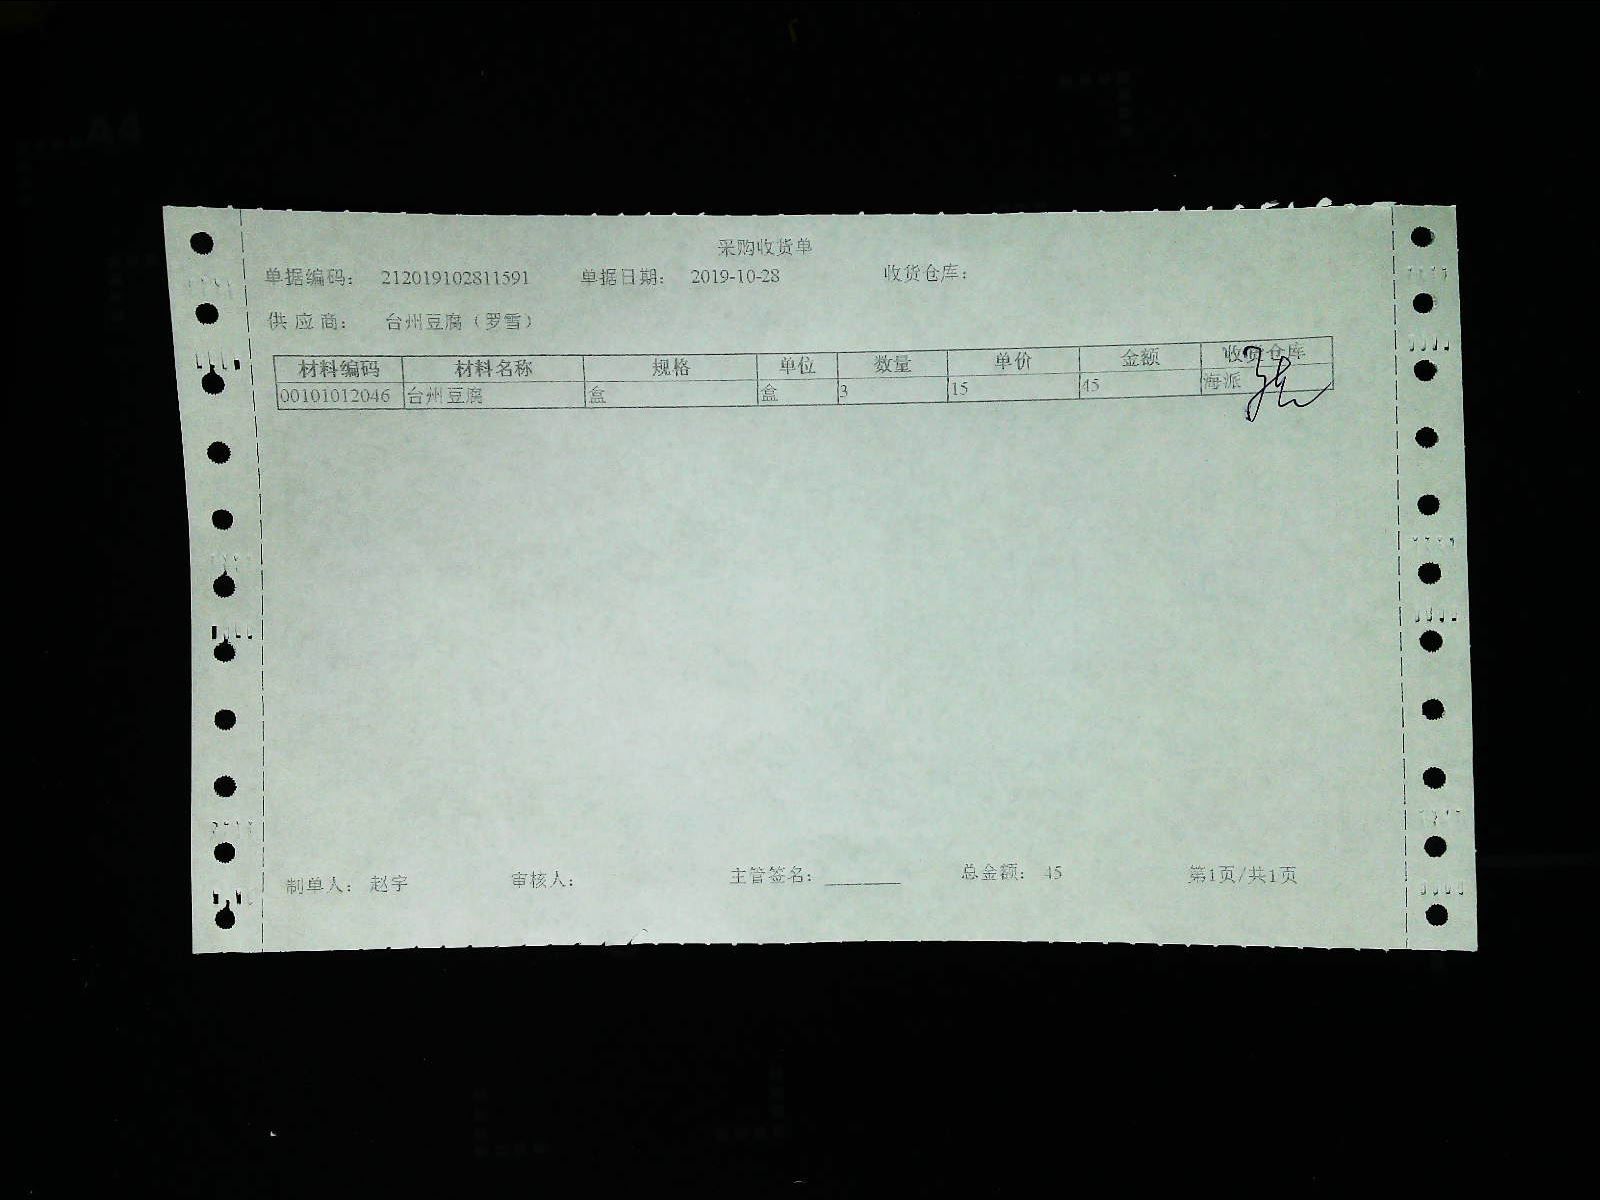 采购收货单
单据编码： 212019102811591 单据日期： 2019-10-28 收货仓库：
供 应 商： 台州豆腐（罗雪）
材料编码 材料名称 规格 单位 数量 单价 金额 收货仓库
00101012046 台州豆腐 盒 盒 3 15 45 海派
制单人： 赵宇 审核人： 主管签名： 总金额： 45 第1页/共1页